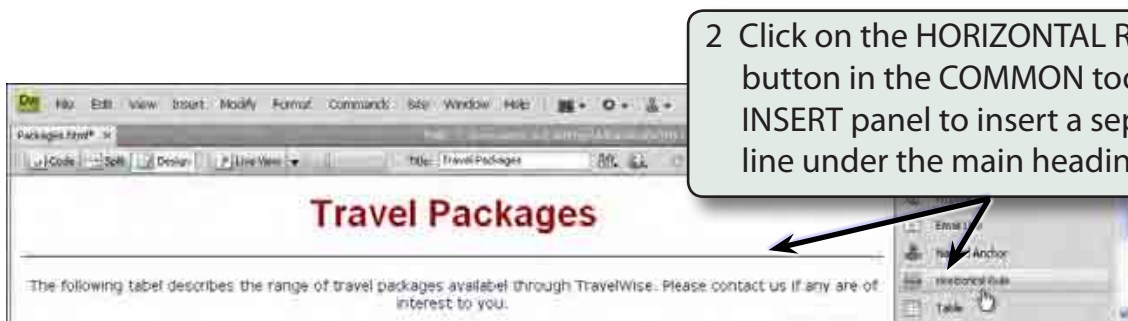 2 Click on the HORIZONTAL R
button in the COMMON too
INSERT panel to insert a sep
line under the main headin
Dw File Edit View Insert Modify Format Commands Site Window Help
Packages.html* ×
Code Split Design Live View Title: Travel Packages
Travel Packages
The following tabel describes the range of travel packages availabel through TravelWise. Please contact us if any are of
interest to you.
Email
Anchor
Horizontal Rule
Table